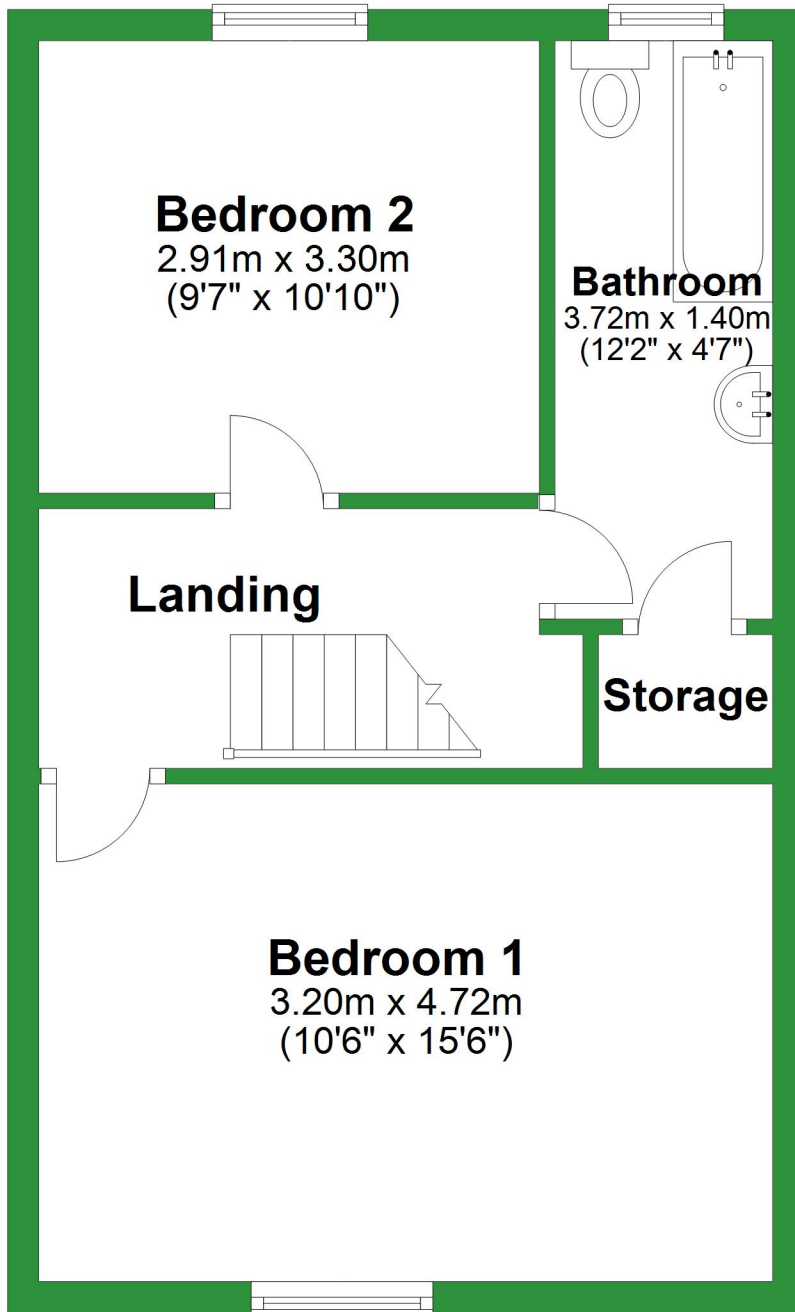 Bedroom 2
2.91m x 3.30m
(9'7" x 10'10")
Bathroom
3.72m x 1.40m
(12'2" x 4'7")
Landing
Storage
Bedroom 1
3.20m x 4.72m
(10'6" x 15'6")